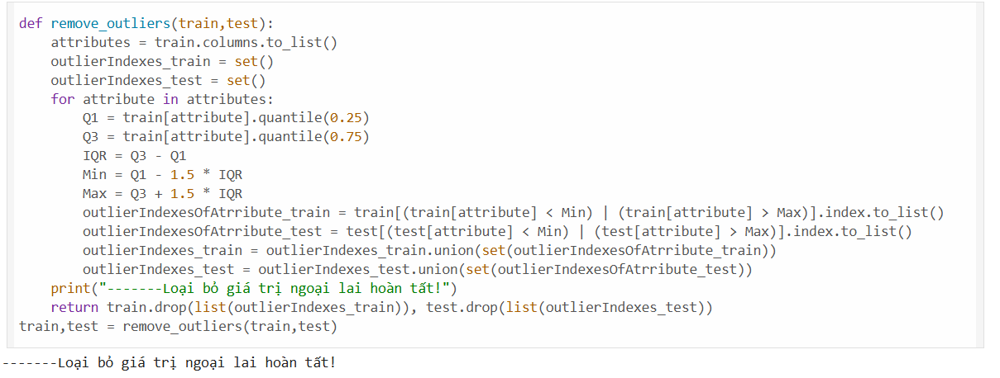 def remove_outliers(train,test):
    attributes = train.columns.to_list()
    outlierIndexes_train = set()
    outlierIndexes_test = set()
    for attribute in attributes:
        Q1 = train[attribute].quantile(0.25)
        Q3 = train[attribute].quantile(0.75)
        IQR = Q3 - Q1
        Min = Q1 - 1.5 * IQR
        Max = Q3 + 1.5 * IQR
        outlierIndexesOfAtrribute_train = train[(train[attribute] < Min) | (train[attribute] > Max)].index.to_list()
        outlierIndexesOfAtrribute_test = test[(test[attribute] < Min) | (test[attribute] > Max)].index.to_list()
        outlierIndexes_train = outlierIndexes_train.union(set(outlierIndexesOfAtrribute_train))
        outlierIndexes_test = outlierIndexes_test.union(set(outlierIndexesOfAtrribute_test))
    print("-------Loại bỏ giá trị ngoại lai hoàn tất!")
    return train.drop(list(outlierIndexes_train)), test.drop(list(outlierIndexes_test))
train,test = remove_outliers(train,test)
-------Loại bỏ giá trị ngoại lai hoàn tất!